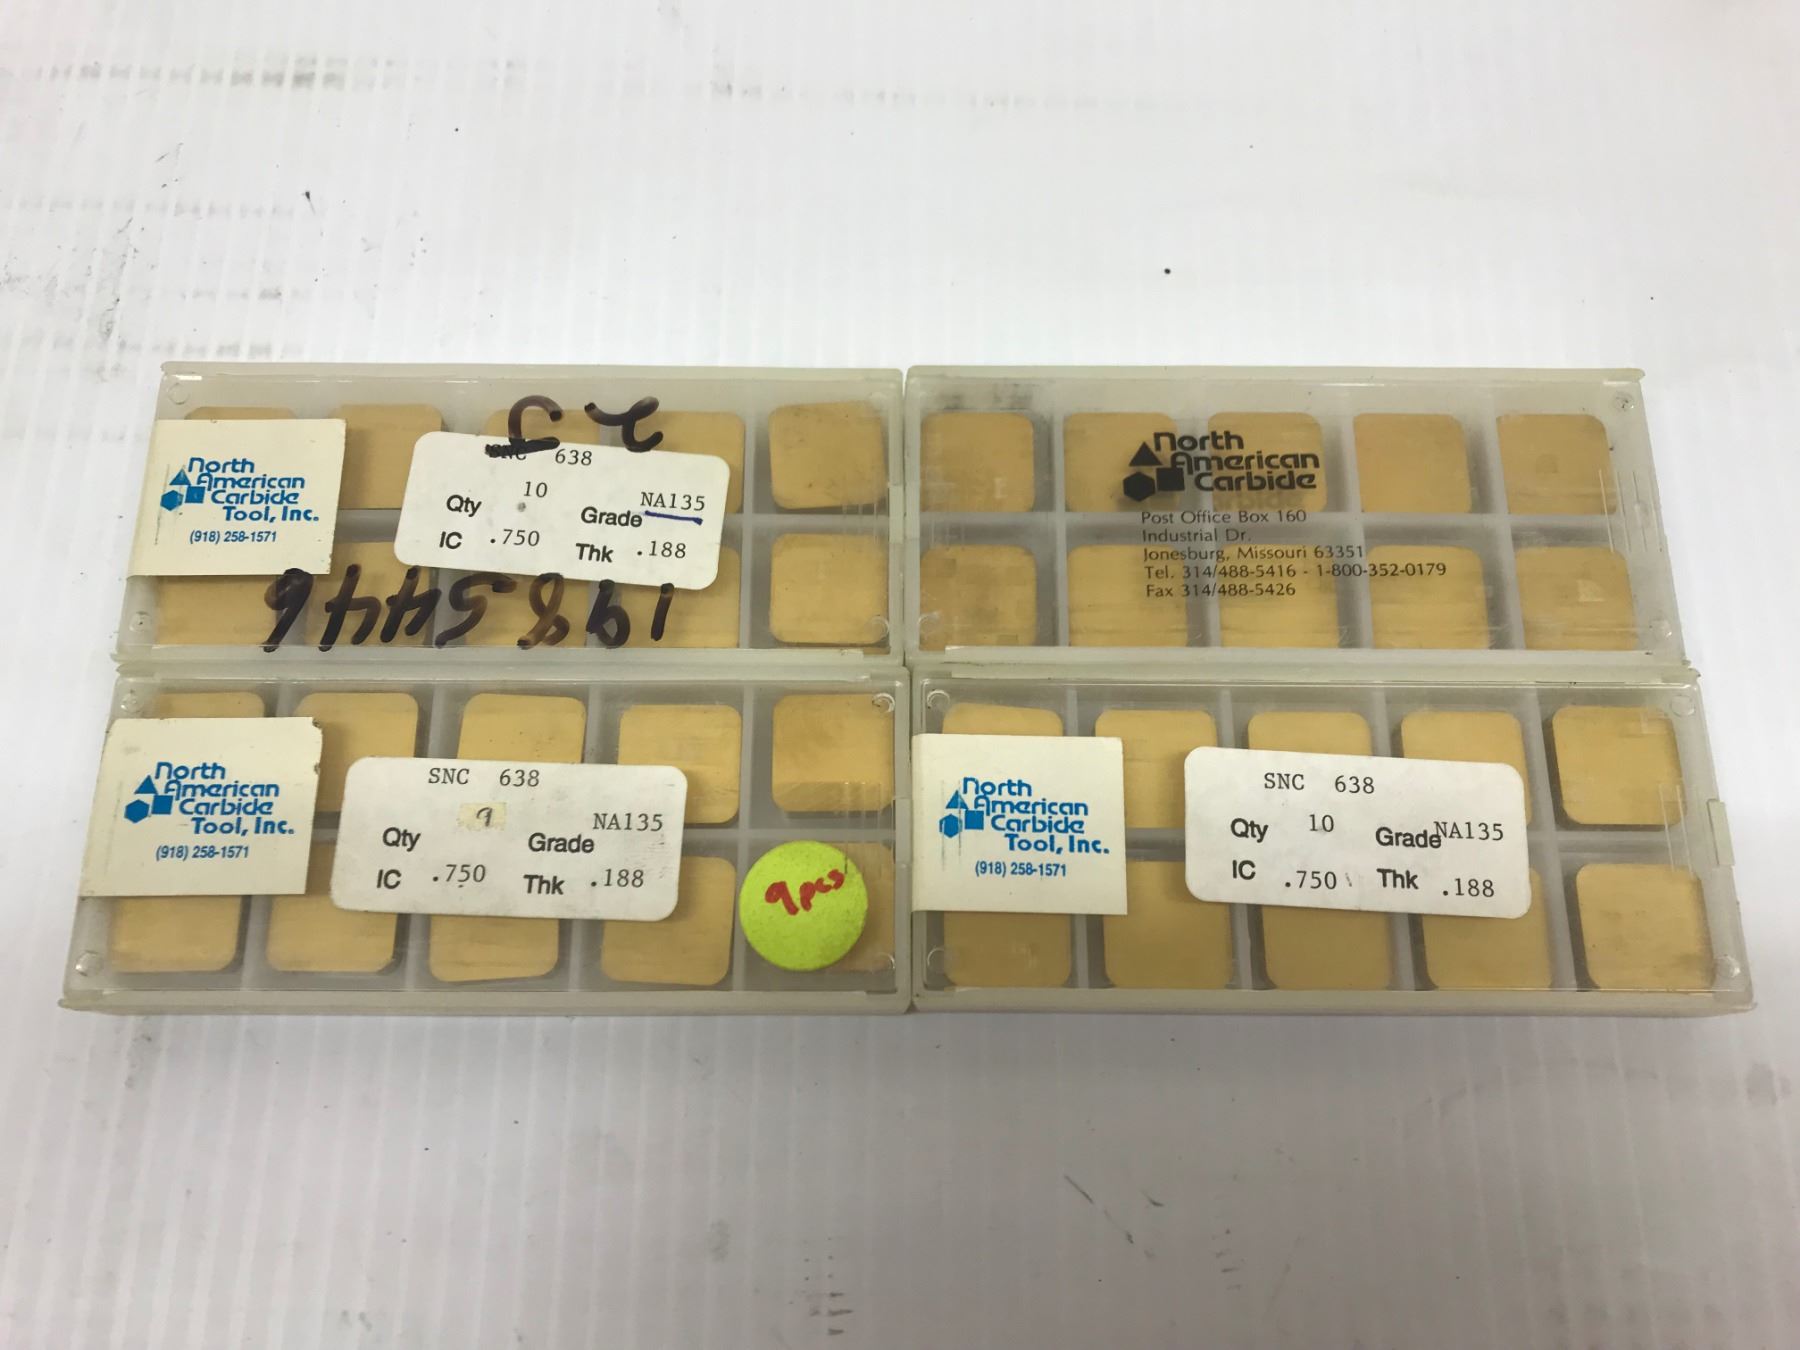 North
American
Carbide
Tool, Inc.
(918) 258-1571
SNC 638
Qty 10 Grade NA135
IC .750 Thk .188
1985446
North
American
Carbide
Post Office Box 160
Industrial Dr.
Jonesburg, Missouri 63351
Tel. 314/488-5416 - 1-800-352-0179
Fax 314/488-5426
North
American
Carbide
Tool, Inc.
(918) 258-1571
SNC 638
Qty 9 Grade NA135
IC .750 Thk .188
9pcs
North
American
Carbide
Tool, Inc.
(918) 258-1571
SNC 638
Qty 10 Grade NA135
IC .750 Thk .188